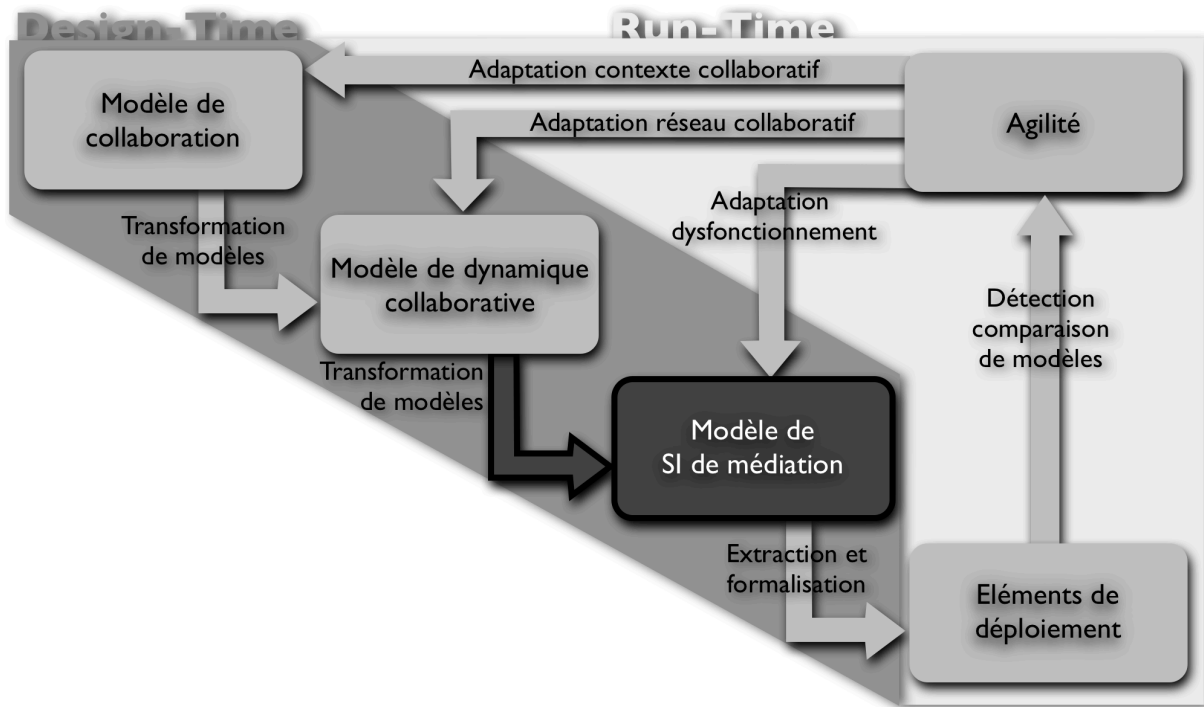 Design-Time
Run-Time
Adaptation contexte collaboratif
Modèle de
collaboration
Adaptation réseau collaboratif
Agilité
Adaptation
dysfonctionnement
Transformation
de modèles
Modèle de dynamique
collaborative
Détection
comparaison
de modèles
Transformation
de modèles
Modèle de
SI de médiation
Extraction et
formalisation
Eléments de
déploiement